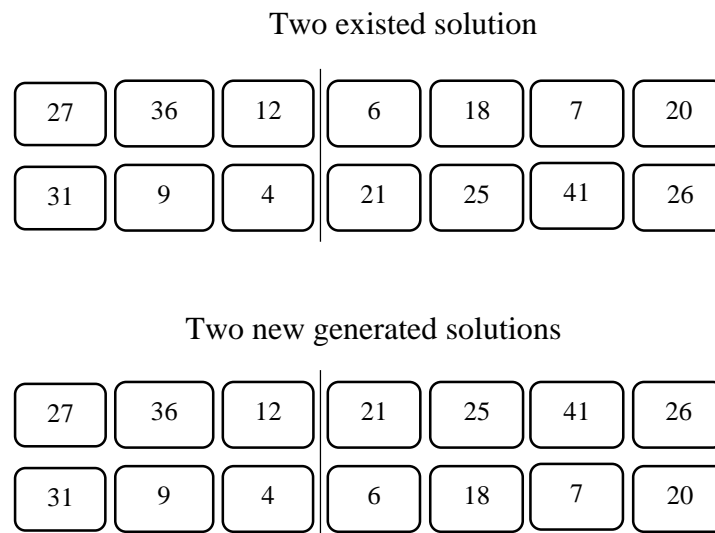 Two existed solution
27 36 12 6 18 7 20
31 9 4 21 25 41 26
Two new generated solutions
27 36 12 21 25 41 26
31 9 4 6 18 7 20